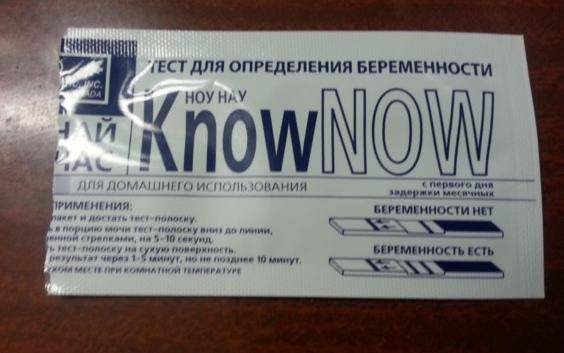 ТЕСТ ДЛЯ ОПРЕДЕЛЕНИЯ БЕРЕМЕННОСТИ
INC.
НОУ НАУ
KnowNOW
ДЛЯ ДОМАШНЕГО ИСПОЛЬЗОВАНИЯ
с первого дня
задержки месячных
ПРИМЕНЕНИЯ:
пакет и достать тест-полоску.
в порцию мочи тест-полоску вниз до линии,
стрелками, на 5-10 секунд.
тест-полоску на сухую поверхность.
результат через 1-5 минут, но не позднее 10 минут.
МЕСТЕ ПРИ КОМНАТНОЙ ТЕМПЕРАТУРЕ
БЕРЕМЕННОСТИ НЕТ
БЕРЕМЕННОСТЬ ЕСТЬ